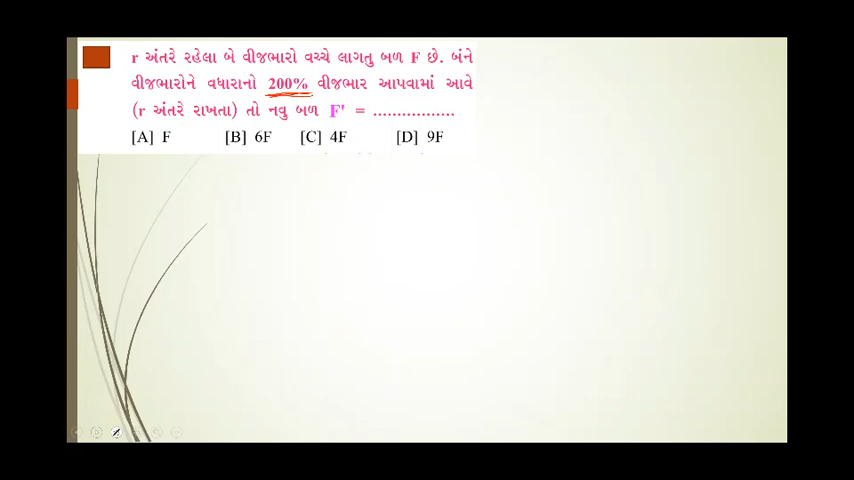 r અંતરે રહેલા બે વીજભારો વચ્ચે લાગતુ બળ F છે. બંને
વીજભારોને વધારાનો 200% વીજભાર આપવામાં આવે
(r અંતરે રાખતા) તો નવુ બળ F' = .................
[A] F [B] 6F [C] 4F [D] 9F